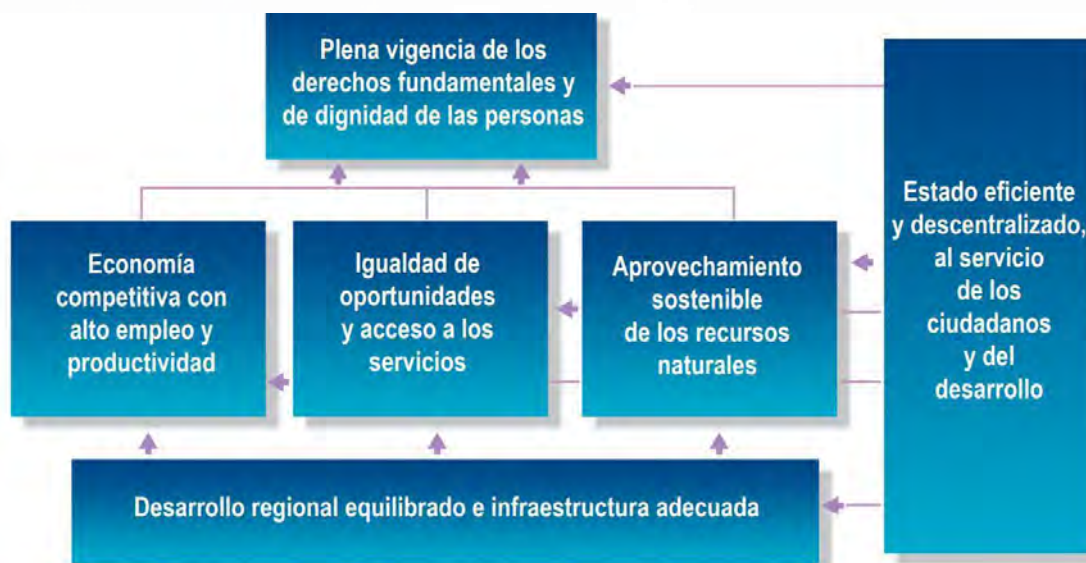 Plena vigencia de los
derechos fundamentales y
de dignidad de las personas
Economía
competitiva con
alto empleo y
productividad
Igualdad de
oportunidades
y acceso a los
servicios
Aprovechamiento
sostenible
de los recursos
naturales
Estado eficiente
y descentralizado,
al servicio
de los
ciudadanos
y del
desarrollo
Desarrollo regional equilibrado e infraestructura adecuada